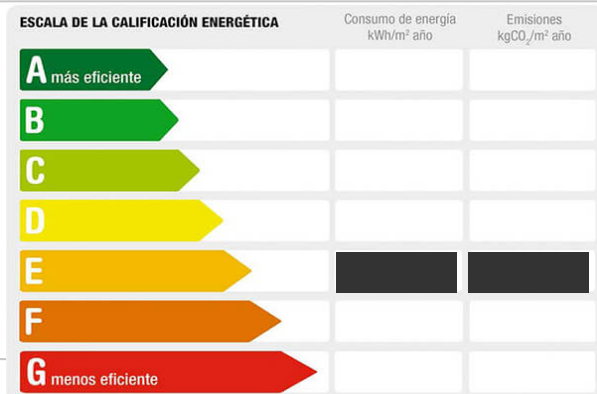 ESCALA DE LA CALIFICACIÓN ENERGÉTICA
Consumo de energía
kWh/m² año
Emisiones
kgCO₂/m² año
A más eficiente
B
C
D
E
F
G menos eficiente